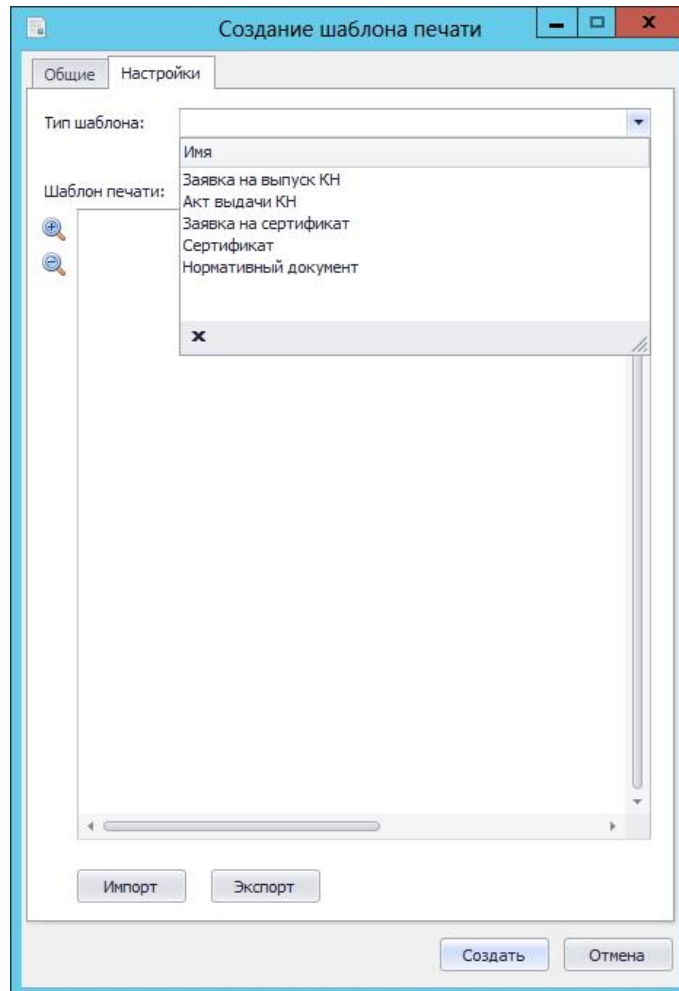 Создание шаблона печати
Общие
Настройки
Тип шаблона:
Имя
Заявка на выпуск КН
Шаблон печати:
Акт выдачи КН
Заявка на сертификат
Сертификат
Нормативный документ
Импорт
Экспорт
Создать
Отмена